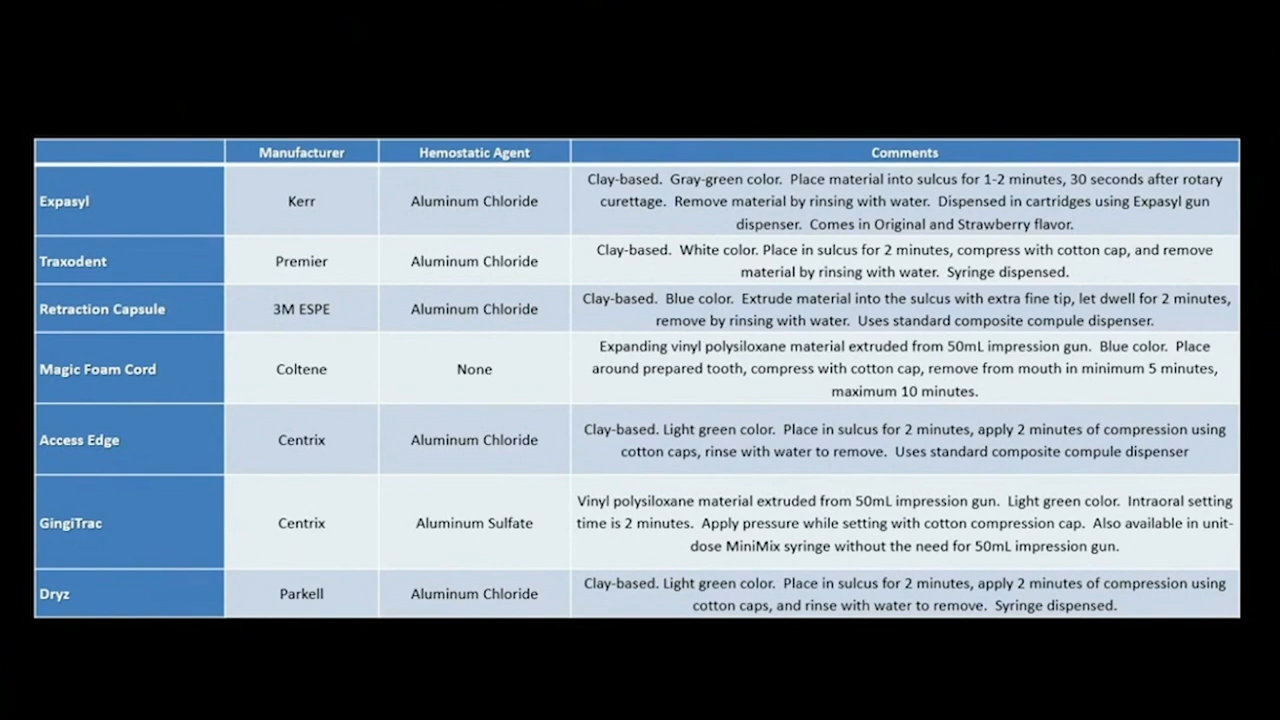 Manufacturer Hemostatic Agent Comments
Expasyl Kerr Aluminum Chloride
Clay-based. Gray-green color. Place material into sulcus for 1-2 minutes, 30 seconds after rotary
curettage. Remove material by rinsing with water. Dispensed in cartridges using Expasyl gun
dispenser. Comes in Original and Strawberry flavor.
Traxodent Premier Aluminum Chloride
Clay-based. White color. Place in sulcus for 2 minutes, compress with cotton cap, and remove
material by rinsing with water. Syringe dispensed.
Retraction Capsule 3M ESPE Aluminum Chloride
Clay-based. Blue color. Extrude material into the sulcus with extra fine tip, let dwell for 2 minutes,
remove by rinsing with water. Uses standard composite compule dispenser.
Magic Foam Cord Coltene None
Expanding vinyl polysiloxane material extruded from 50mL impression gun. Blue color. Place
around prepared tooth, compress with cotton cap, remove from mouth in minimum 5 minutes,
maximum 10 minutes.
Access Edge Centrix Aluminum Chloride
Clay-based. Light green color. Place in sulcus for 2 minutes, apply 2 minutes of compression using
cotton caps, rinse with water to remove. Uses standard composite compule dispenser
GingiTrac Centrix Aluminum Sulfate
Vinyl polysiloxane material extruded from 50mL impression gun. Light green color. Intraoral setting
time is 2 minutes. Apply pressure while setting with cotton compression cap. Also available in unit-
dose MiniMix syringe without the need for 50mL impression gun.
Dryz Parkell Aluminum Chloride
Clay-based. Light green color. Place in sulcus for 2 minutes, apply 2 minutes of compression using
cotton caps, and rinse with water to remove. Syringe dispensed.